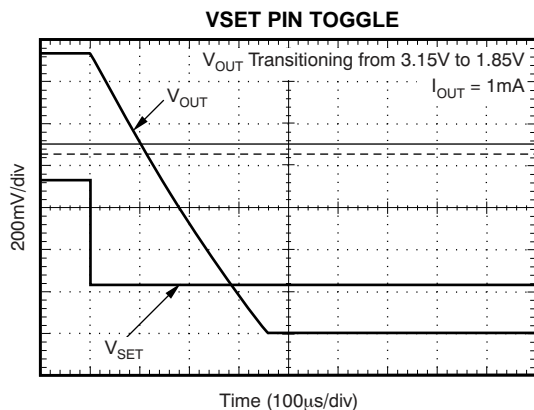 VSET PIN TOGGLE
VOUT Transitioning from 3.15V to 1.85V
IOUT = 1mA
VOUT
200mV/div
VSET
Time (100μs/div)